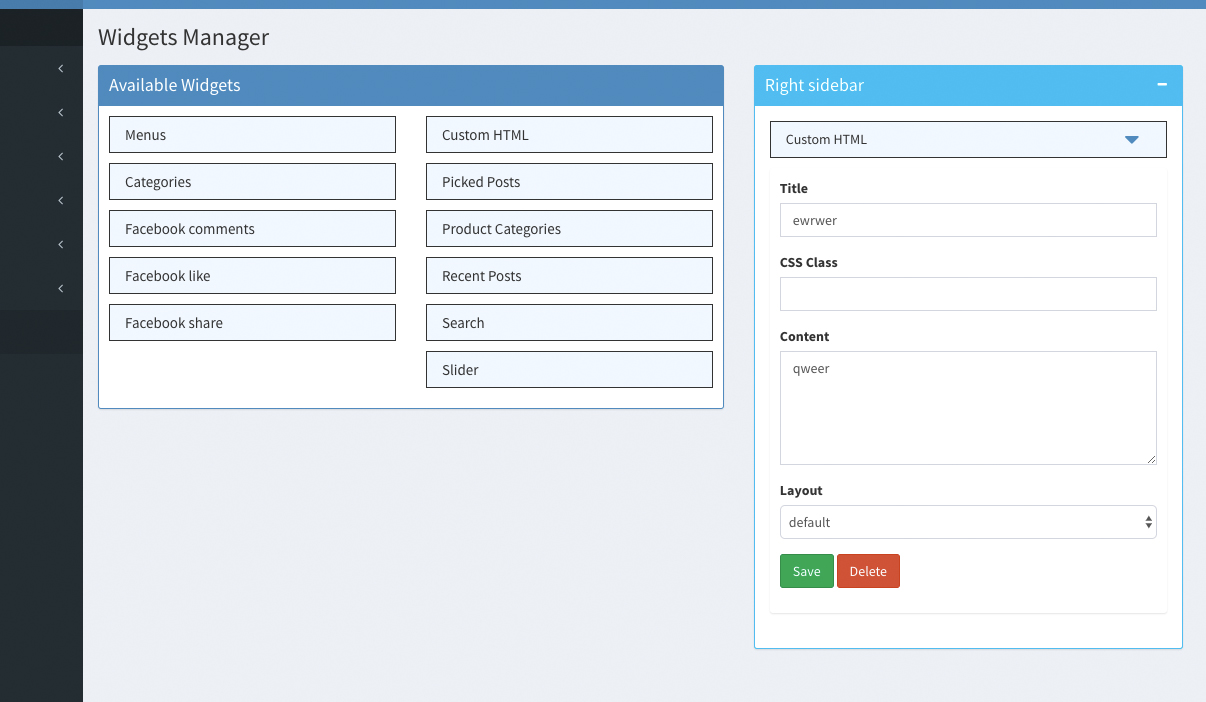 Widgets Manager
Available Widgets
Menus
Custom HTML
Categories
Picked Posts
Facebook comments
Product Categories
Facebook like
Recent Posts
Facebook share
Search
Slider
Right sidebar
Custom HTML
Title
ewrwer
CSS Class
Content
qweer
Layout
default
Save
Delete